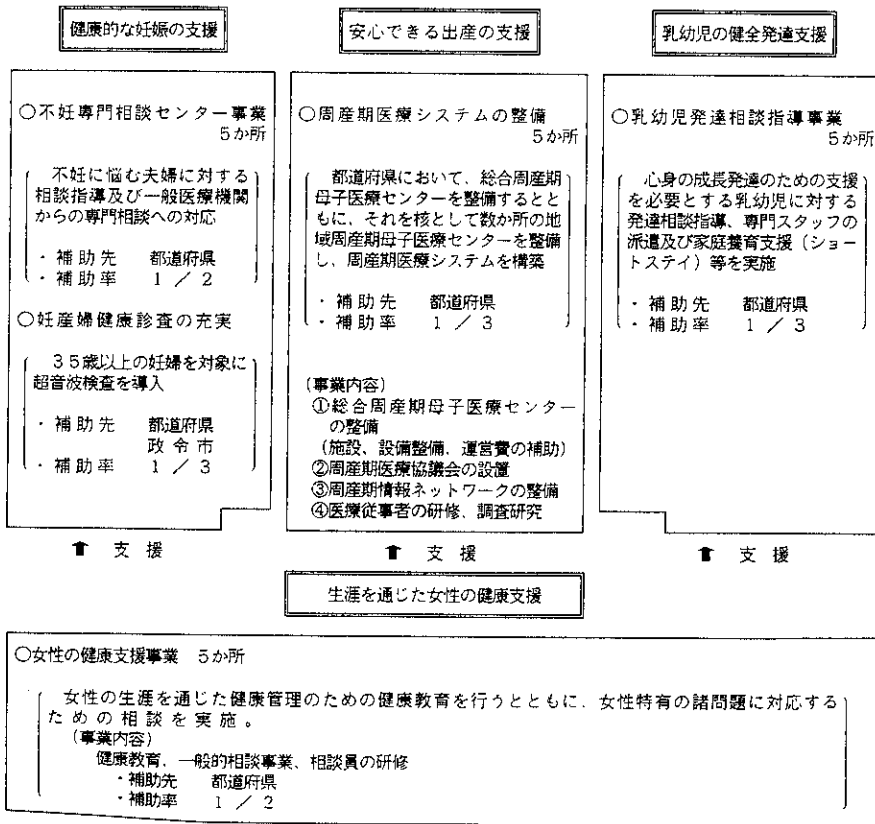 健康的な妊娠の支援
○不妊専門相談センター事業
5か所
不妊に悩む夫婦に対する
相談指導及び一般医療機関
からの専門相談への対応
・補助先 都道府県
・補助率 1/2
○妊産婦健康診査の充実
35歳以上の妊婦を対象に
超音波検査を導入
・補助先 都道府県
政令市
・補助率 1/3
支援
安心できる出産の支援
○周産期医療システムの整備
5か所
都道府県において、総合周産期
母子医療センターを整備するとと
もに、それを核として数か所の地
域周産期母子医療センターを整備
し、周産期医療システムを構築
・補助先 都道府県
・補助率 1/3
(事業内容)
①総合周産期母子医療センター
の整備
(施設、設備整備、運営費の補助)
②周産期医療協議会の設置
③周産期情報ネットワークの整備
④医療従事者の研修、調査研究
支援
乳幼児の健全発達支援
○乳幼児発達相談指導事業
5か所
心身の成長発達のための支援
を必要とする乳幼児に対する
発達相談指導、専門スタッフの
派遣及び家庭養育支援(ショー
トステイ)等を実施
・補助先 都道府県
・補助率 1/3
支援
生涯を通じた女性の健康支援
○女性の健康支援事業 5か所
女性の生涯を通じた健康管理のための健康教育を行うとともに、女性特有の諸問題に対応する
ための相談を実施。
(事業内容)
健康教育、一般的相談事業、相談員の研修
・補助先 都道府県
・補助率 1/2